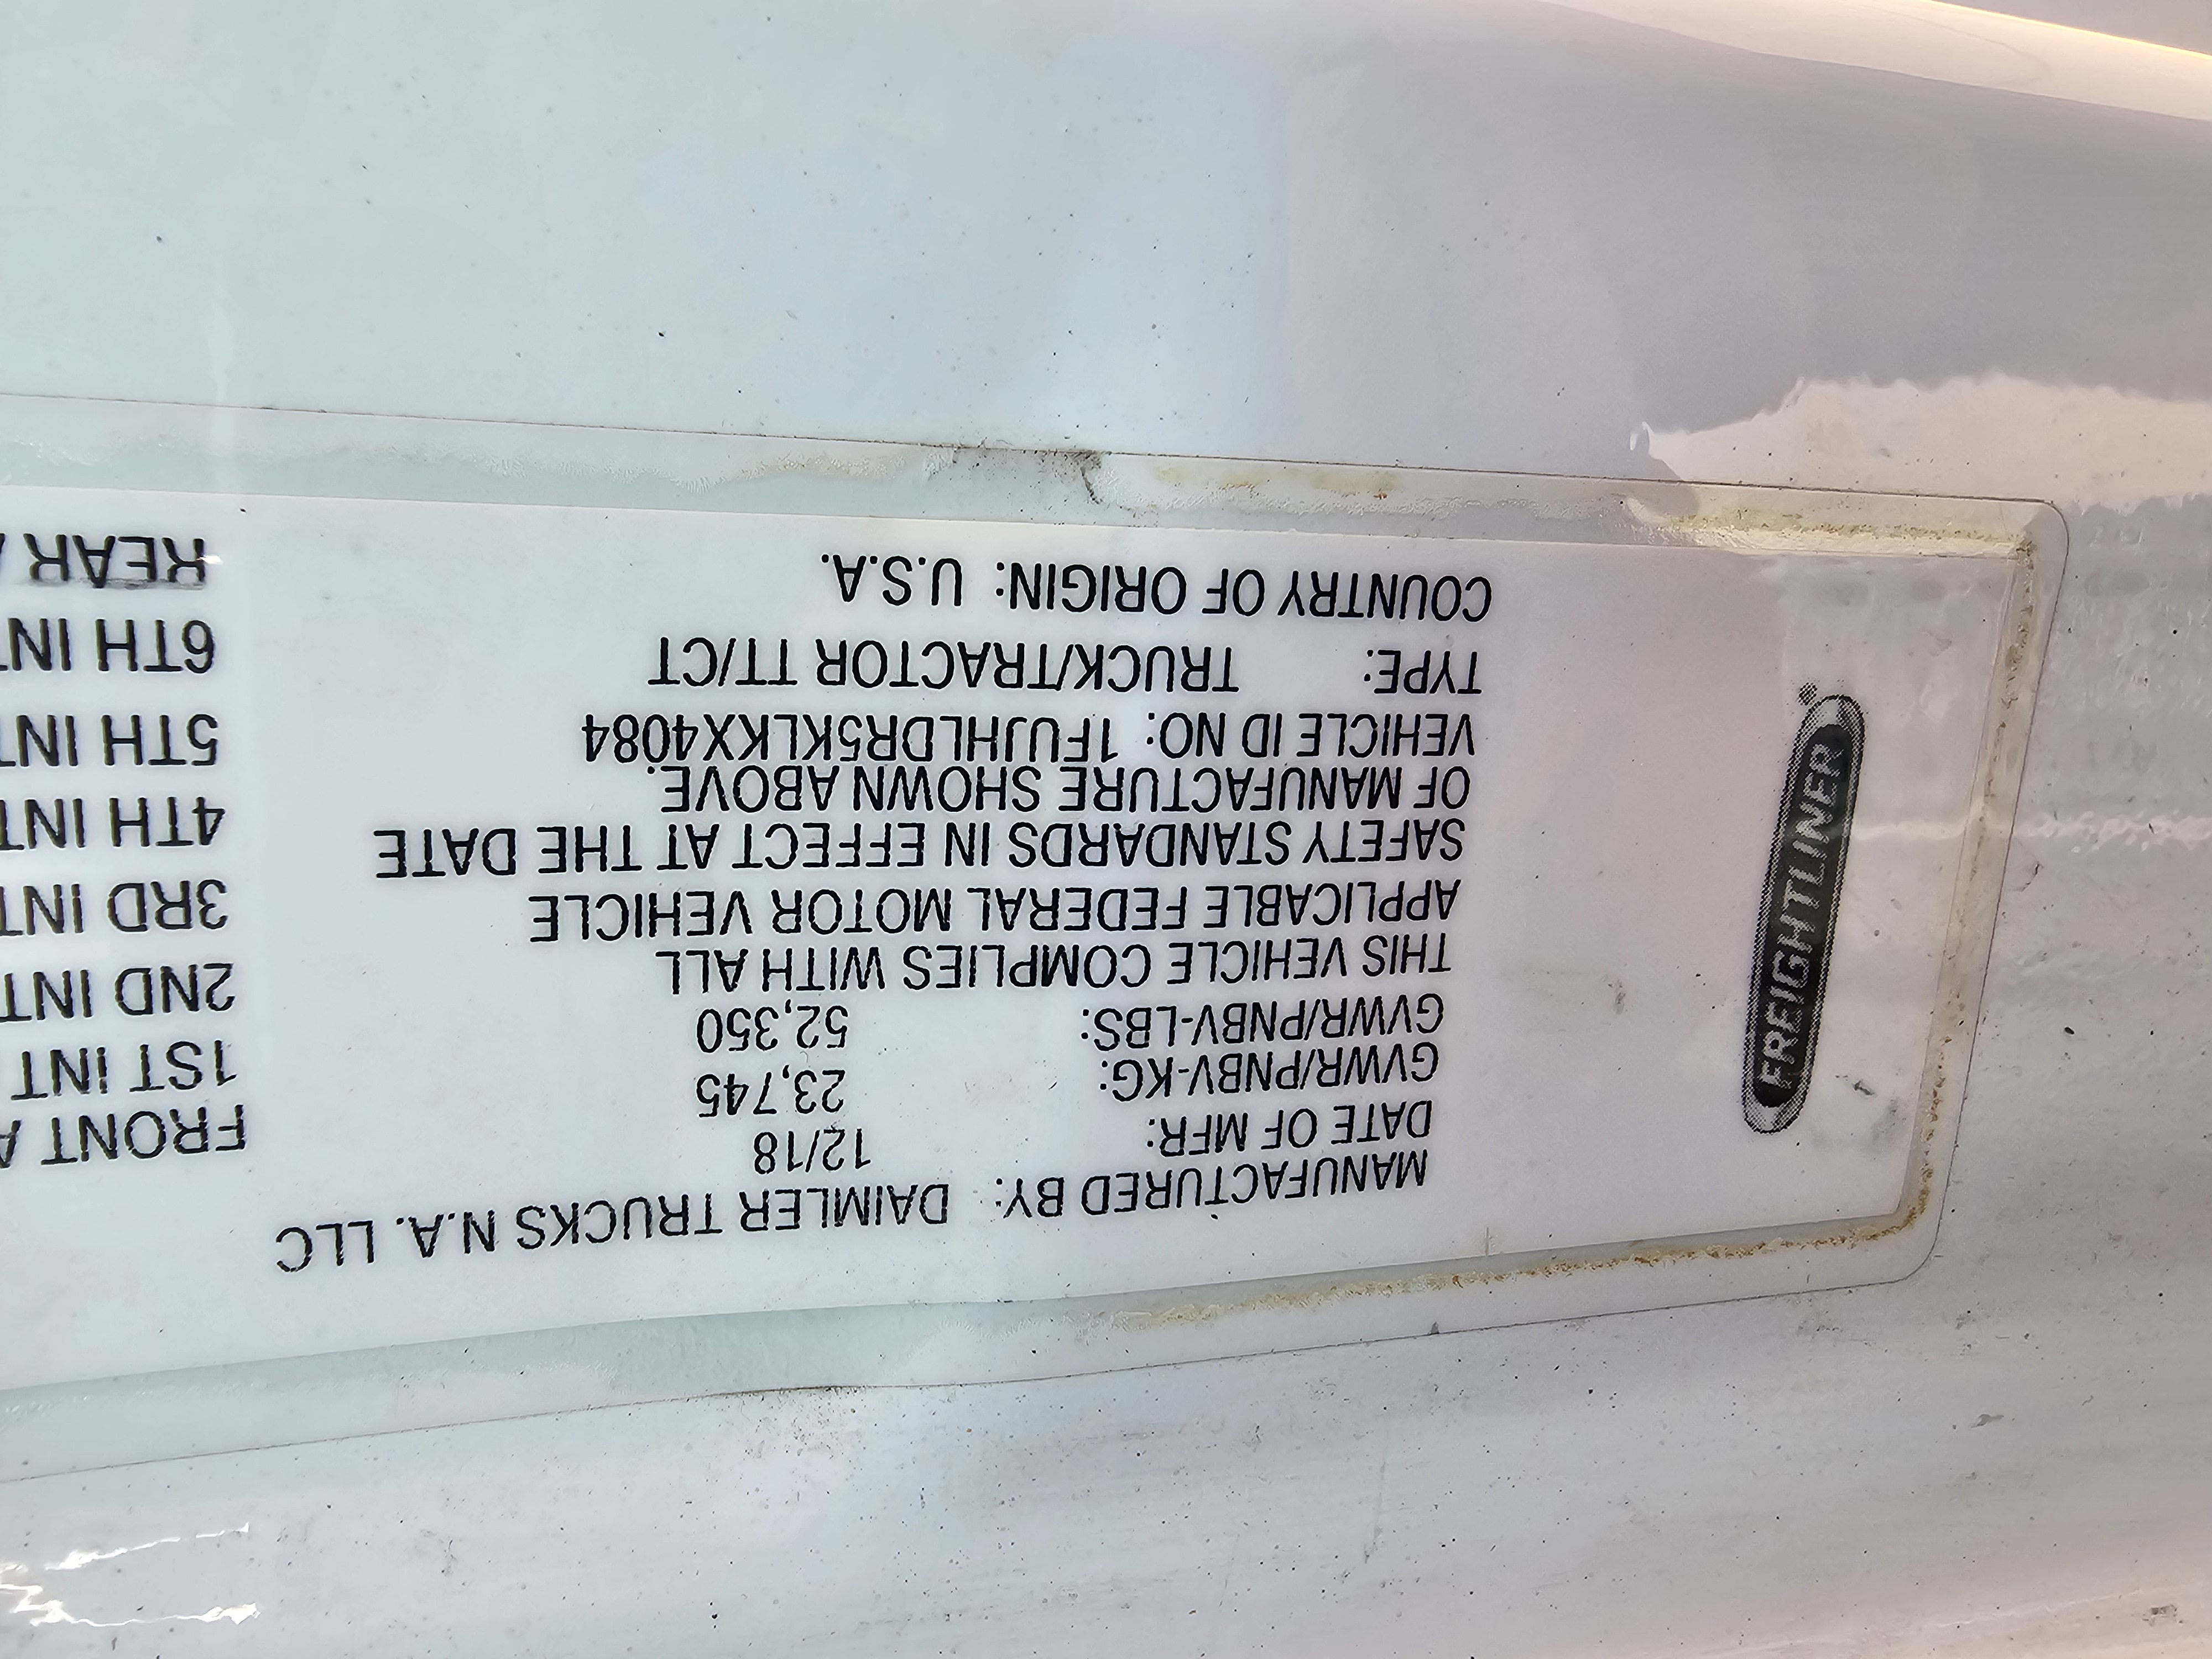 FREIGHTLINER
MANUFACTURED BY: DAIMLER TRUCKS N.A. LLC
DATE OF MFR: 12/18
GVWR/PNBV-KG: 23,745
GVWR/PNBV-LBS: 52,350
THIS VEHICLE COMPLIES WITH ALL
APPLICABLE FEDERAL MOTOR VEHICLE
SAFETY STANDARDS IN EFFECT AT THE DATE
OF MANUFACTURE SHOWN ABOVE.
VEHICLE ID NO: 1FUJHLDR5KLKX4084
TYPE: TRUCK/TRACTOR TT/CT
COUNTRY OF ORIGIN: U.S.A.
FRONT A
1ST INT
2ND INT
3RD INT
4TH INT
5TH INT
6TH INT
REAR